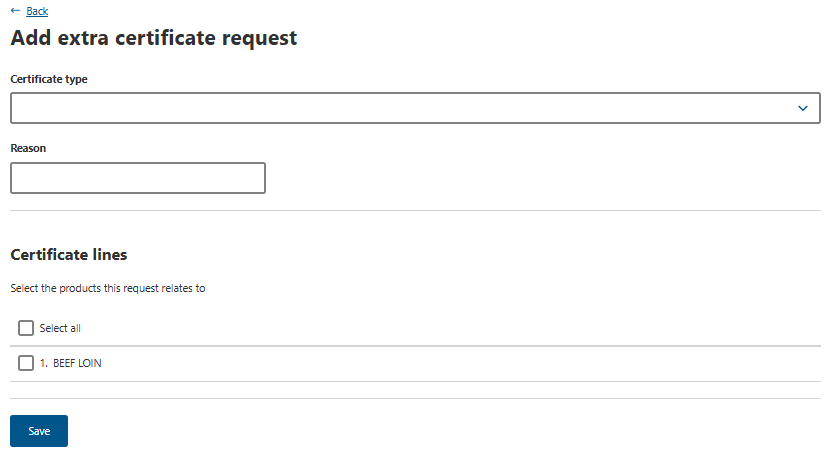 ← Back
Add extra certificate request
Certificate type
Reason
Certificate lines
Select the products this request relates to
Select all
1. BEEF LOIN
Save